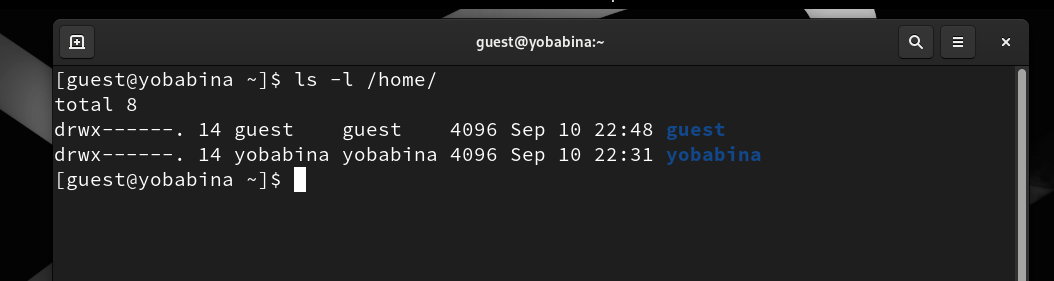 guest@yobabina:~
[guest@yobabina ~]$ ls -l /home/
total 8
drwx------. 14 guest    guest    4096 Sep 10 22:48 guest
drwx------. 14 yobabina yobabina 4096 Sep 10 22:31 yobabina
[guest@yobabina ~]$